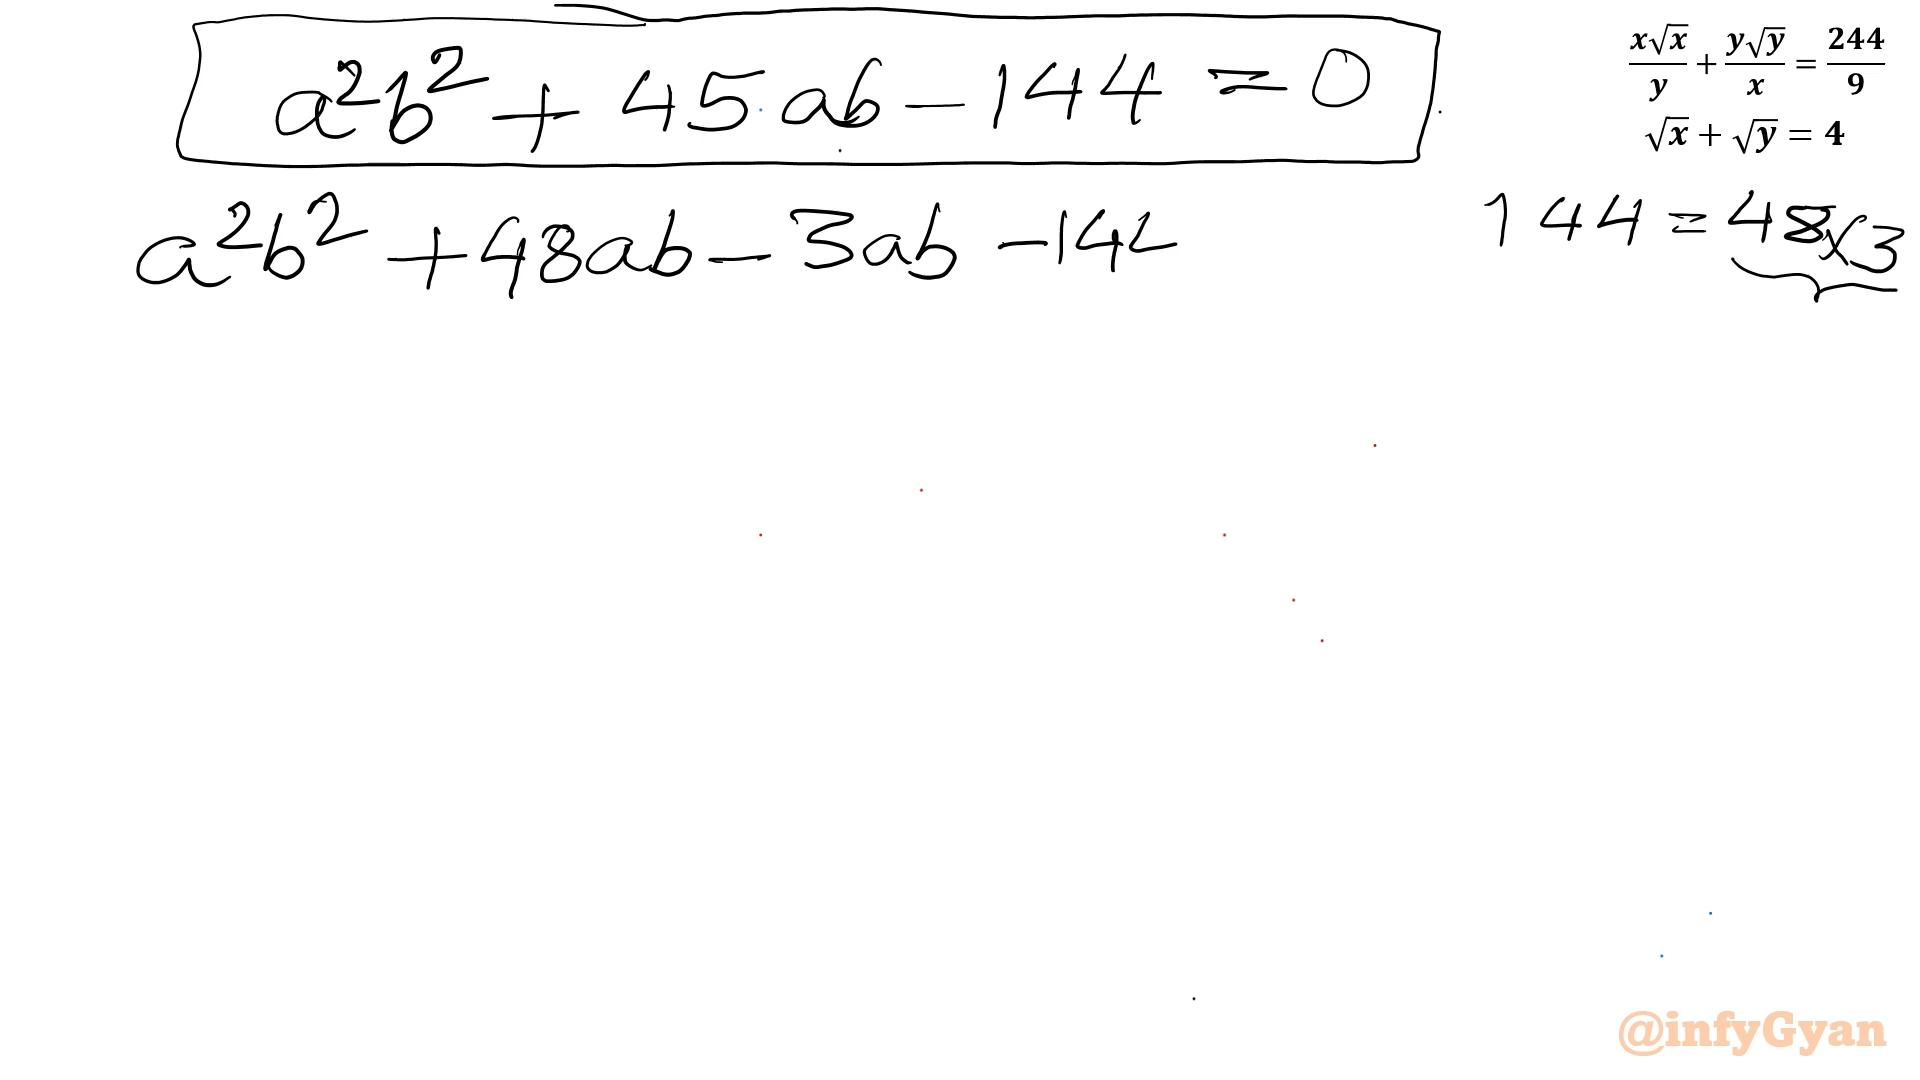 a²b² + 45ab - 144 = 0
x√x/y + y√y/x = 244/9
√x + √y = 4
a²b² + 48ab - 3ab - 144
144 = 48×3
@infyGyan